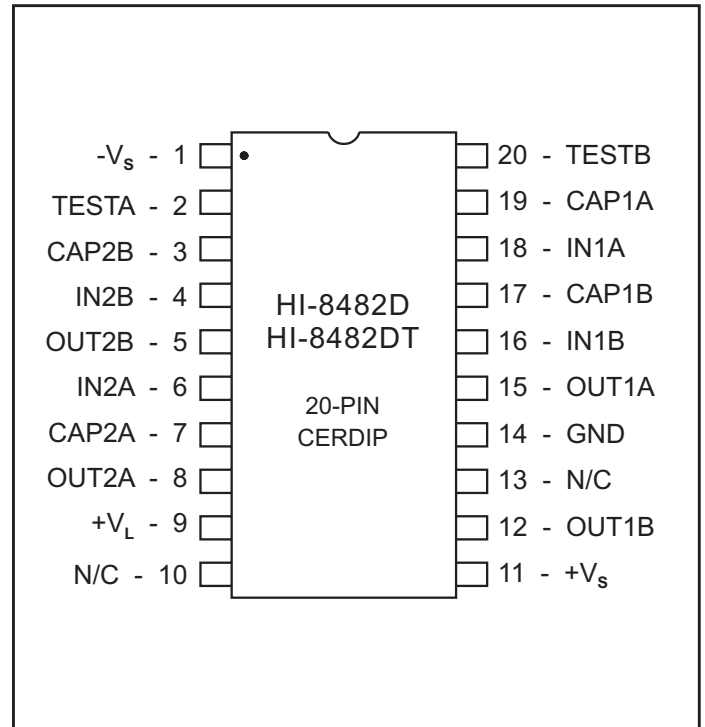 -Vs - 1
TESTA - 2
CAP2B - 3
IN2B - 4
OUT2B - 5
IN2A - 6
CAP2A - 7
OUT2A - 8
+VL - 9
N/C - 10
HI-8482D
HI-8482DT
20-PIN
CERDIP
20 - TESTB
19 - CAP1A
18 - IN1A
17 - CAP1B
16 - IN1B
15 - OUT1A
14 - GND
13 - N/C
12 - OUT1B
11 - +Vs